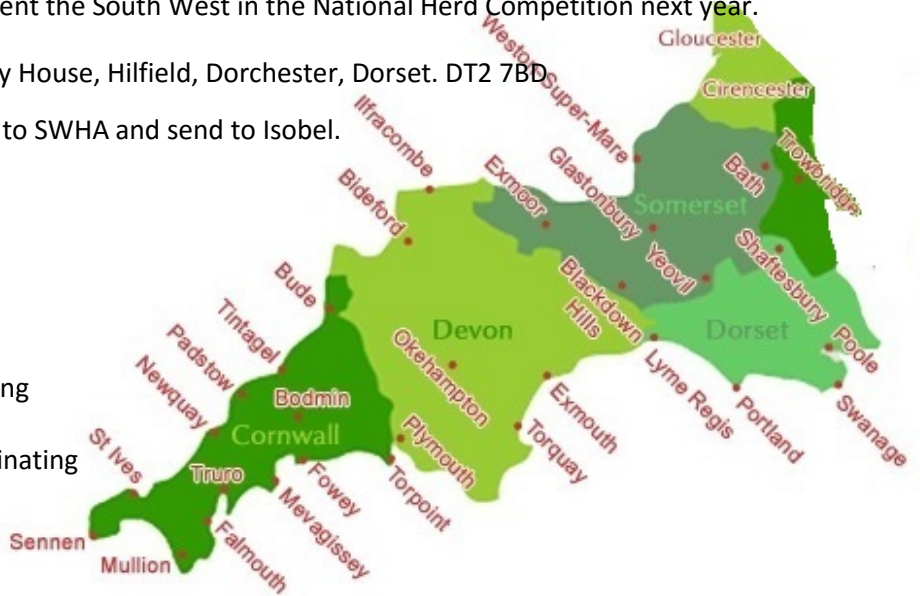 ent the South West in the National Herd Competition next year.
y House, Hilfield, Dorchester, Dorset. DT2 7BD
to SWHA and send to Isobel.
ng
inating
Gloucester
Cirencester
Weston-Super-Mare
Trowbridge
Bath
Ilfracombe
Exmoor
Glastonbury
Somerset
Bideford
Yeovil
Shaftesbury
Bude
Blackdown
Hills
Tintagel
Devon
Dorset
Okehampton
Poole
Padstow
Newquay
Bodmin
Lyme Regis
Exmouth
Portland
Swanage
Cornwall
Plymouth
Torquay
St Ives
Truro
Fowey
Torpoint
Mevagissey
Sennen
Falmouth
Mullion